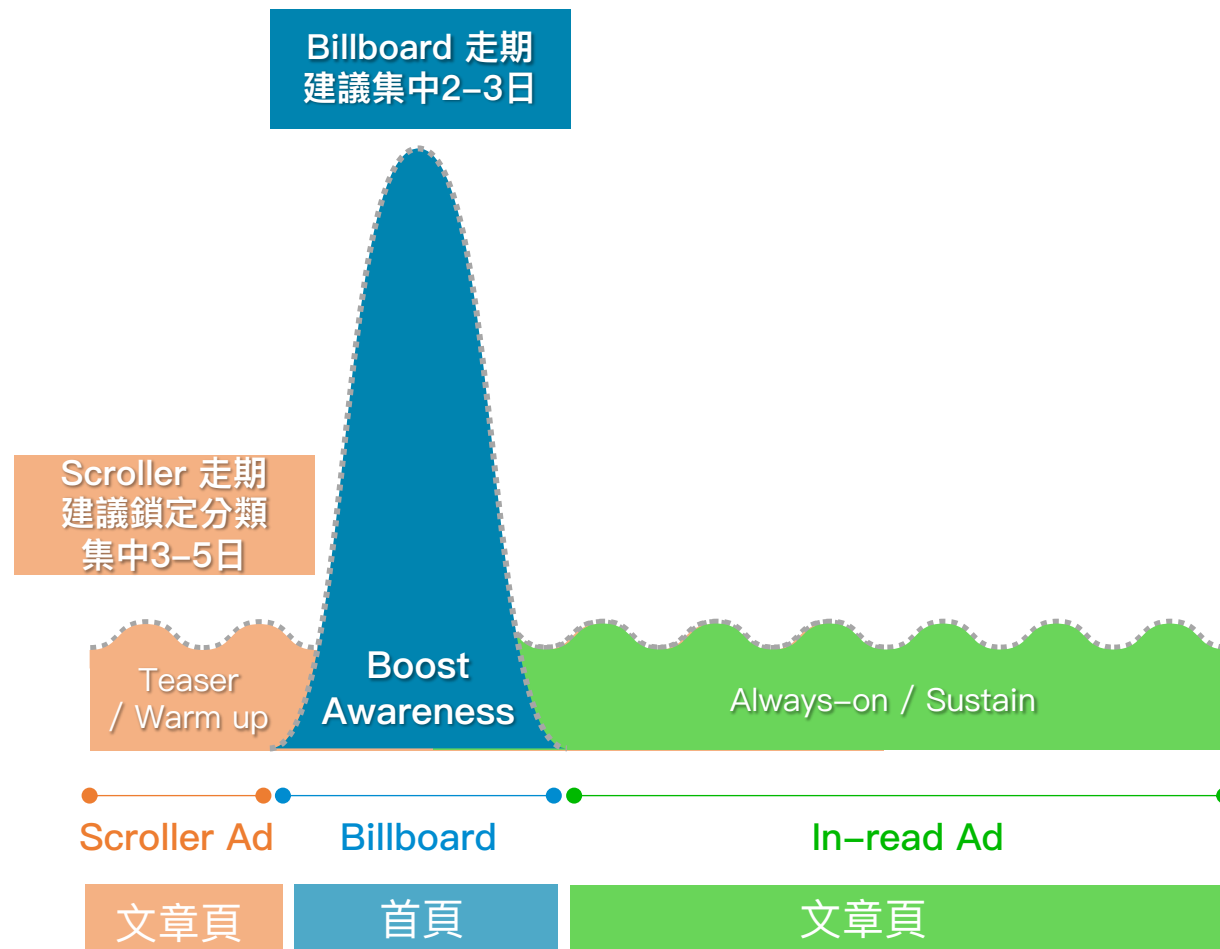 Billboard 走期
建議集中2-3日
Scroller 走期
建議鎖定分類
集中3-5日
Teaser
/ Warm up
Boost
Awareness
Always-on / Sustain
Scroller Ad
Billboard
In-read Ad
文章頁
首頁
文章頁